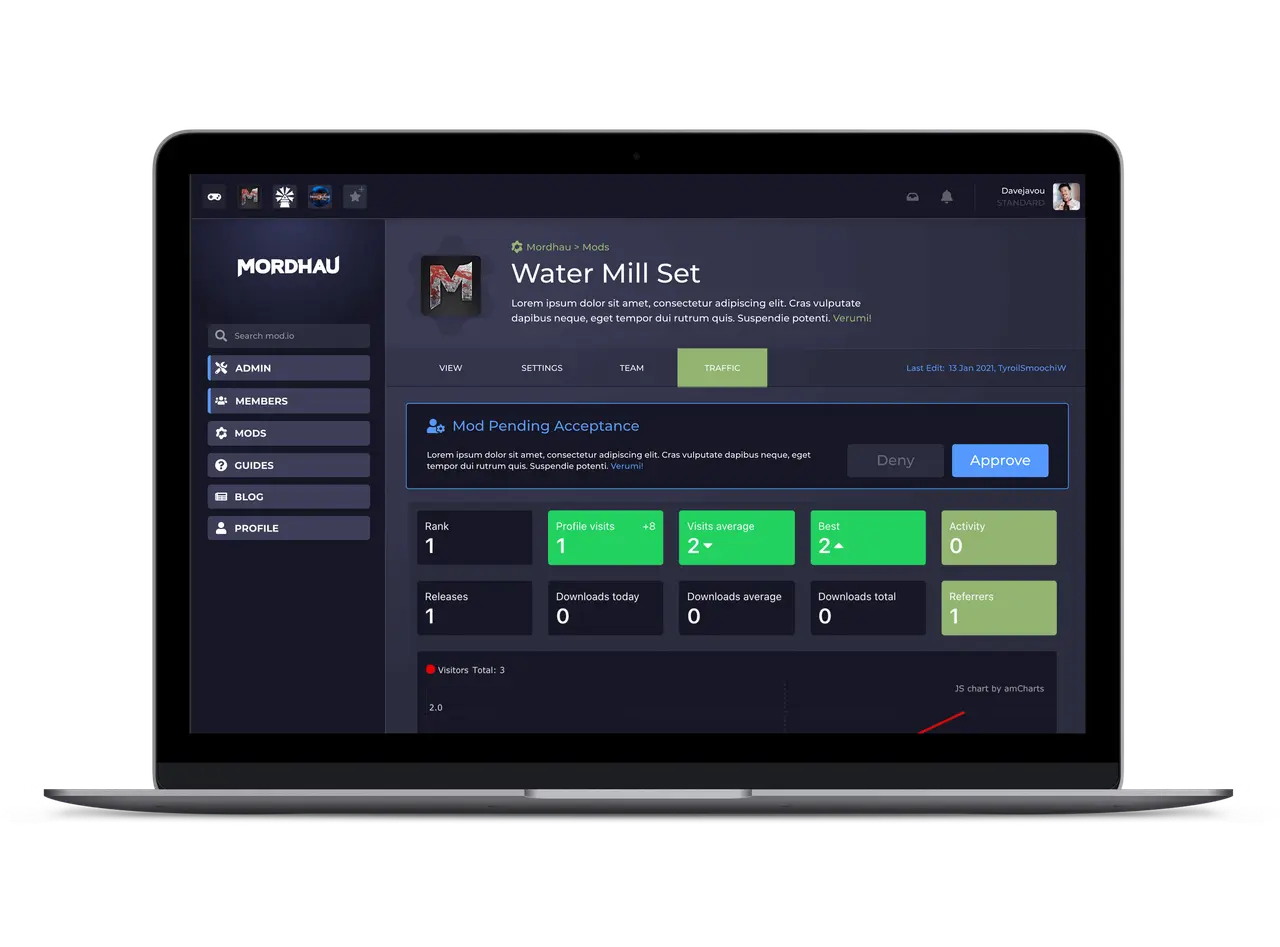 Davejavou
STANDARD
MORDHAU
Search mod.io
ADMIN
MEMBERS
MODS
GUIDES
BLOG
PROFILE
Mordhau > Mods
Water Mill Set
Lorem ipsum dolor sit amet, consectetur adipiscing elit. Cras vulputate
dapibus neque, eget tempor dui rutrum quis. Suspendie potenti. Verumi!
VIEW SETTINGS TEAM TRAFFIC
Last Edit: 13 Jan 2021, TyroilSmoochiW
Mod Pending Acceptance
Lorem ipsum dolor sit amet, consectetur adipiscing elit. Cras vulputate dapibus neque, eget
tempor dui rutrum quis. Suspendie potenti. Verumi!
Deny Approve
Rank Profile visits +8 Visits average Best Activity
1 1 2 2 0
Releases Downloads today Downloads average Downloads total Referrers
1 0 0 0 1
Visitors Total: 3
JS chart by amCharts
2.0